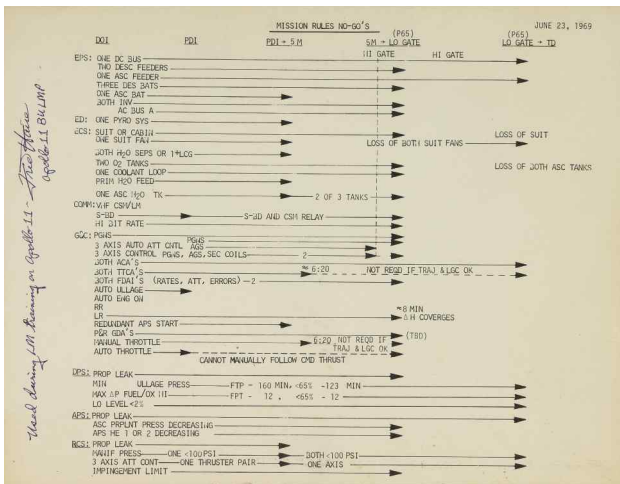 MISSION RULES NO-GO'S
JUNE 23, 1969
DOI PDI PDI + 5 M 5M → LO GATE (P65) LO GATE → TD (P65)
HI GATE HI GATE
EPS: ONE DC BUS
TWO DESC FEEDERS
ONE ASC FEEDER
THREE DES BATS
ONE ASC BAT
BOTH INV
AC BUS A
ED: ONE PYRO SYS
ECS: SUIT OR CABIN LOSS OF SUIT
ONE SUIT FAN LOSS OF BOTH SUIT FANS
BOTH H2O SEPS OR 1+LCG
TWO O2 TANKS LOSS OF BOTH ASC TANKS
ONE COOLANT LOOP
PRIM H2O FEED
ONE ASC H2O TK 2 OF 3 TANKS
COMM: VHF CSM/LM
S-BD S-BD AND CSM RELAY
HI BIT RATE
G&C: PGNS PGNS
3 AXIS AUTO ATT CNTL AGS
3 AXIS CONTROL PGNS, AGS, SEC COILS 2
BOTH ACA'S
BOTH TTCA'S ≈ 6:20 NOT REQD IF TRAJ & LGC OK
BOTH FDAI'S (RATES, ATT, ERRORS) — 2
AUTO ULLAGE
AUTO ENG ON
RR ≈8 MIN
LR Δ H COVERGES
REDUNDANT APS START
P&R GDA'S (TBD)
MANUAL THROTTLE 6:20 NOT REQD IF TRAJ & LGC OK
AUTO THROTTLE
CANNOT MANUALLY FOLLOW CMD THRUST
DPS: PROP LEAK
MIN ULLAGE PRESS FTP - 160 MIN, <65% -123 MIN
MAX ΔP FUEL/OX FPT - 12 , <65% - 12
LO LEVEL <2%
APS: PROP LEAK
ASC PRPLNT PRESS DECREASING
APS HE 1 OR 2 DECREASING
RCS: PROP LEAK
MANIF PRESS ONE <100 PSI BOTH <100 PSI
3 AXIS ATT CONT ONE THRUSTER PAIR ONE AXIS
IMPINGEMENT LIMIT
Used during LM training on Apollo 11 - Fred Haise
Apollo 11 BU LMP